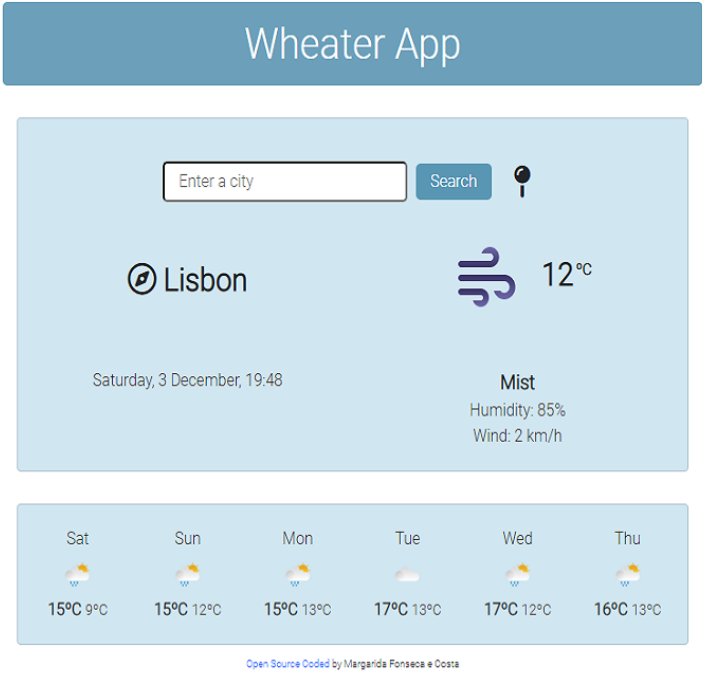 Wheater App
Enter a city
Search
Lisbon
12ºC
Saturday, 3 December, 19:48
Mist
Humidity: 85%
Wind: 2 km/h
Sat Sun Mon Tue Wed Thu
15ºC 9ºC 15ºC 12ºC 15ºC 13ºC 17ºC 13ºC 17ºC 12ºC 16ºC 13ºC
Open Source Coded by Margarida Fonseca e Costa